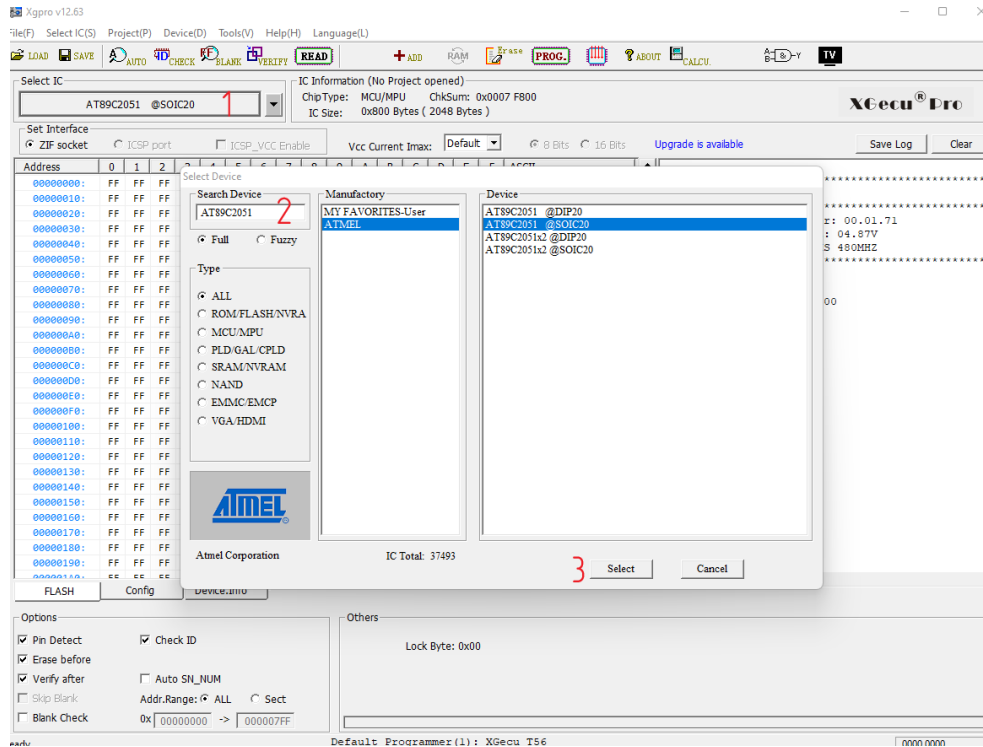 Xgpro v12.63
File(F) Select IC(S) Project(P) Device(D) Tools(V) Help(H) Language(L)
LOAD SAVE AUTO CHECK BLANK VERIFY READ ADD RAM Erase PROG. ABOUT CALCU. TV
Select IC
AT89C2051 @SOIC20 1
IC Information (No Project opened)
ChipType: MCU/MPU ChkSum: 0x0007 F800
IC Size: 0x800 Bytes ( 2048 Bytes )
XGecu® Pro
Set Interface
ZIF socket ICSP port ICSP_VCC Enable Vcc Current Imax: Default 8 Bits 16 Bits Upgrade is available Save Log Clear
Address 0 1 2
00000000: FF FF FF
00000010: FF FF FF
00000020: FF FF FF
00000030: FF FF FF
00000040: FF FF FF
00000050: FF FF FF
00000060: FF FF FF
00000070: FF FF FF
00000080: FF FF FF
00000090: FF FF FF
000000A0: FF FF FF
000000B0: FF FF FF
000000C0: FF FF FF
000000D0: FF FF FF
000000E0: FF FF FF
000000F0: FF FF FF
00000100: FF FF FF
00000110: FF FF FF
00000120: FF FF FF
00000130: FF FF FF
00000140: FF FF FF
00000150: FF FF FF
00000160: FF FF FF
00000170: FF FF FF
00000180: FF FF FF
00000190: FF FF FF
Select Device
Search Device
AT89C2051 2
Full Fuzzy
Type
ALL
ROM/FLASH/NVRA
MCU/MPU
PLD/GAL/CPLD
SRAM/NVRAM
NAND
EMMC/EMCP
VGA/HDMI
ATMEL
Atmel Corporation
Manufactory
MY FAVORITES-User
ATMEL
Device
AT89C2051 @DIP20
AT89C2051 @SOIC20
AT89C2051x2 @DIP20
AT89C2051x2 @SOIC20
IC Total: 37493
3 Select Cancel
************************
************************
r: 00.01.71
: 04.87V
S 480MHZ
************************
00
FLASH Config Device.Info
Options
Pin Detect Check ID
Erase before
Verify after Auto SN_NUM
Skip Blank Addr.Range: ALL Sect
Blank Check 0x 00000000 -> 000007FF
Others
Lock Byte: 0x00
Default Programmer(1): XGecu T56
0000 0000